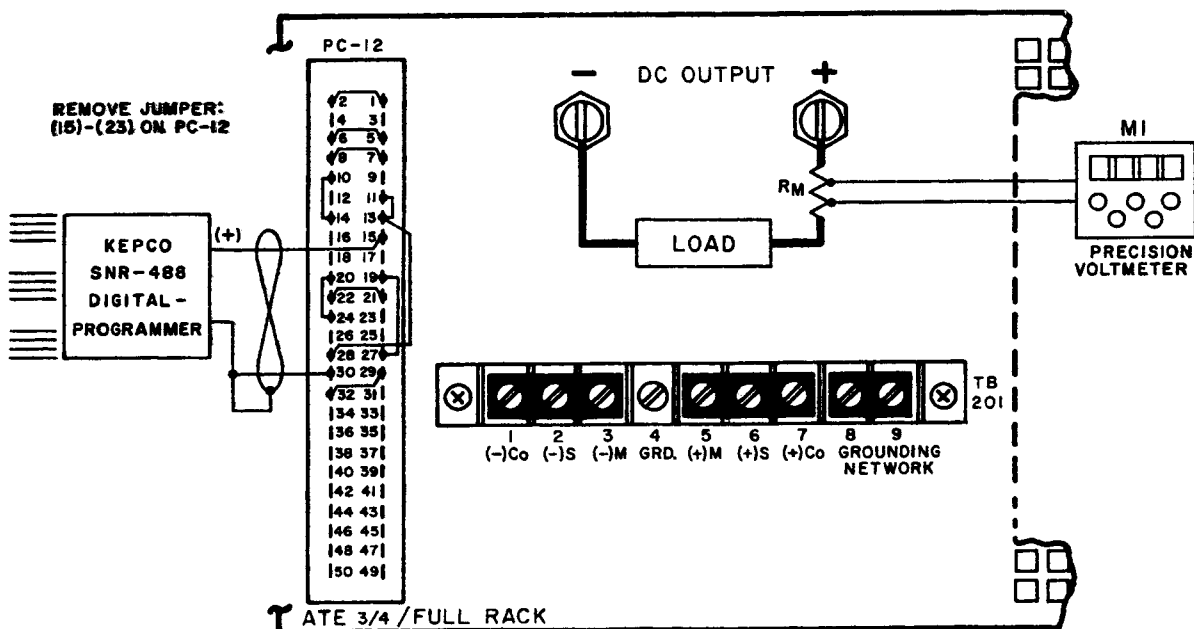 PC-12
REMOVE JUMPER:
(15)-(23) ON PC-12
2 1
4 3
6 5
8 7
10 9
12 11
14 13
16 15
18 17
20 19
22 21
24 23
26 25
28 27
30 29
32 31
34 33
36 35
38 37
40 39
42 41
44 43
46 45
48 47
50 49
KEPCO
SNR-488
DIGITAL-
PROGRAMMER
(+)
- DC OUTPUT +
RM
LOAD
M1
PRECISION
VOLTMETER
TB
201
1 2 3 4 5 6 7 8 9
(-)Co (-)S (-)M GRD. (+)M (+)S (+)Co GROUNDING
NETWORK
ATE 3/4 / FULL RACK